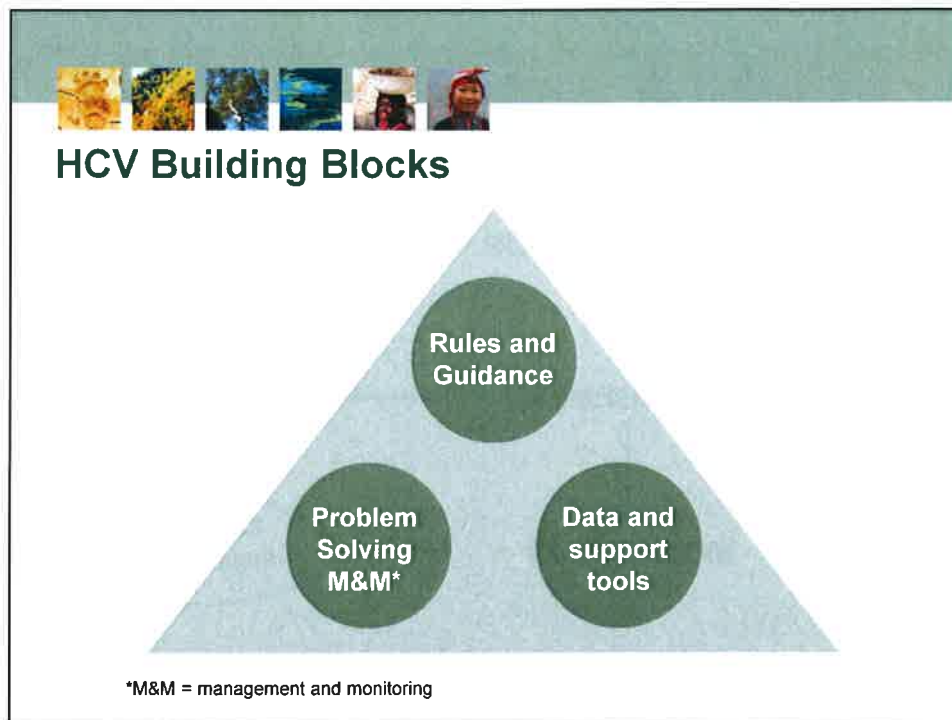 HCV Building Blocks
Rules and
Guidance
Problem
Solving
M&M*
Data and
support
tools
*M&M = management and monitoring